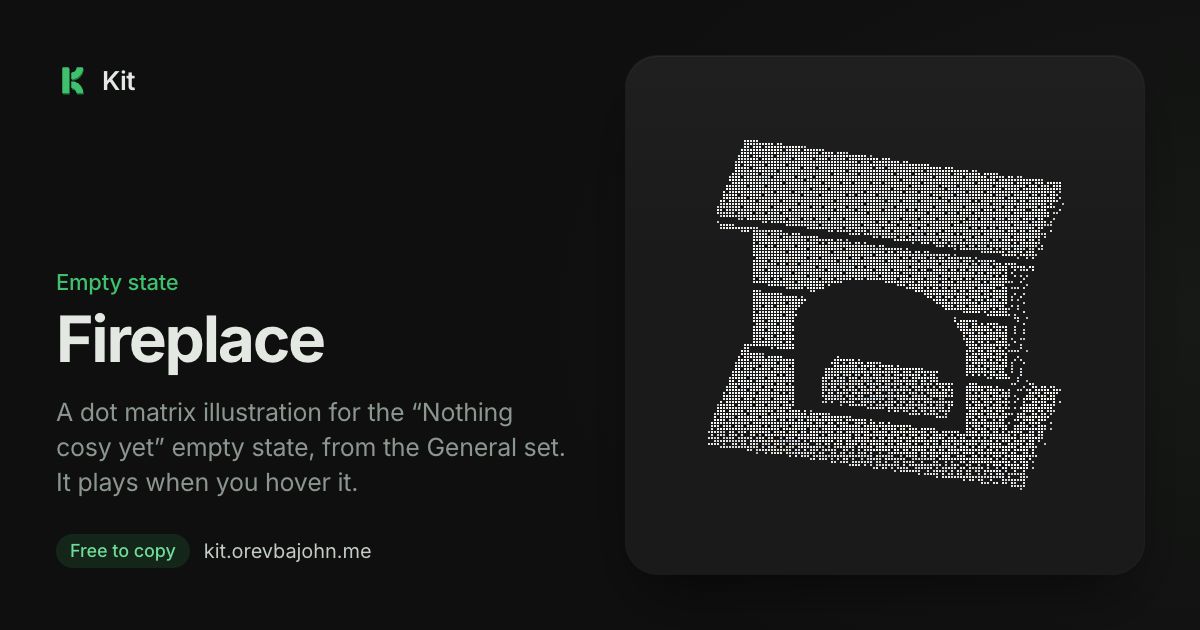 Kit
Empty state
Fireplace
A dot matrix illustration for the “Nothing
cosy yet” empty state, from the General set.
It plays when you hover it.
Free to copy
kit.orevbajohn.me